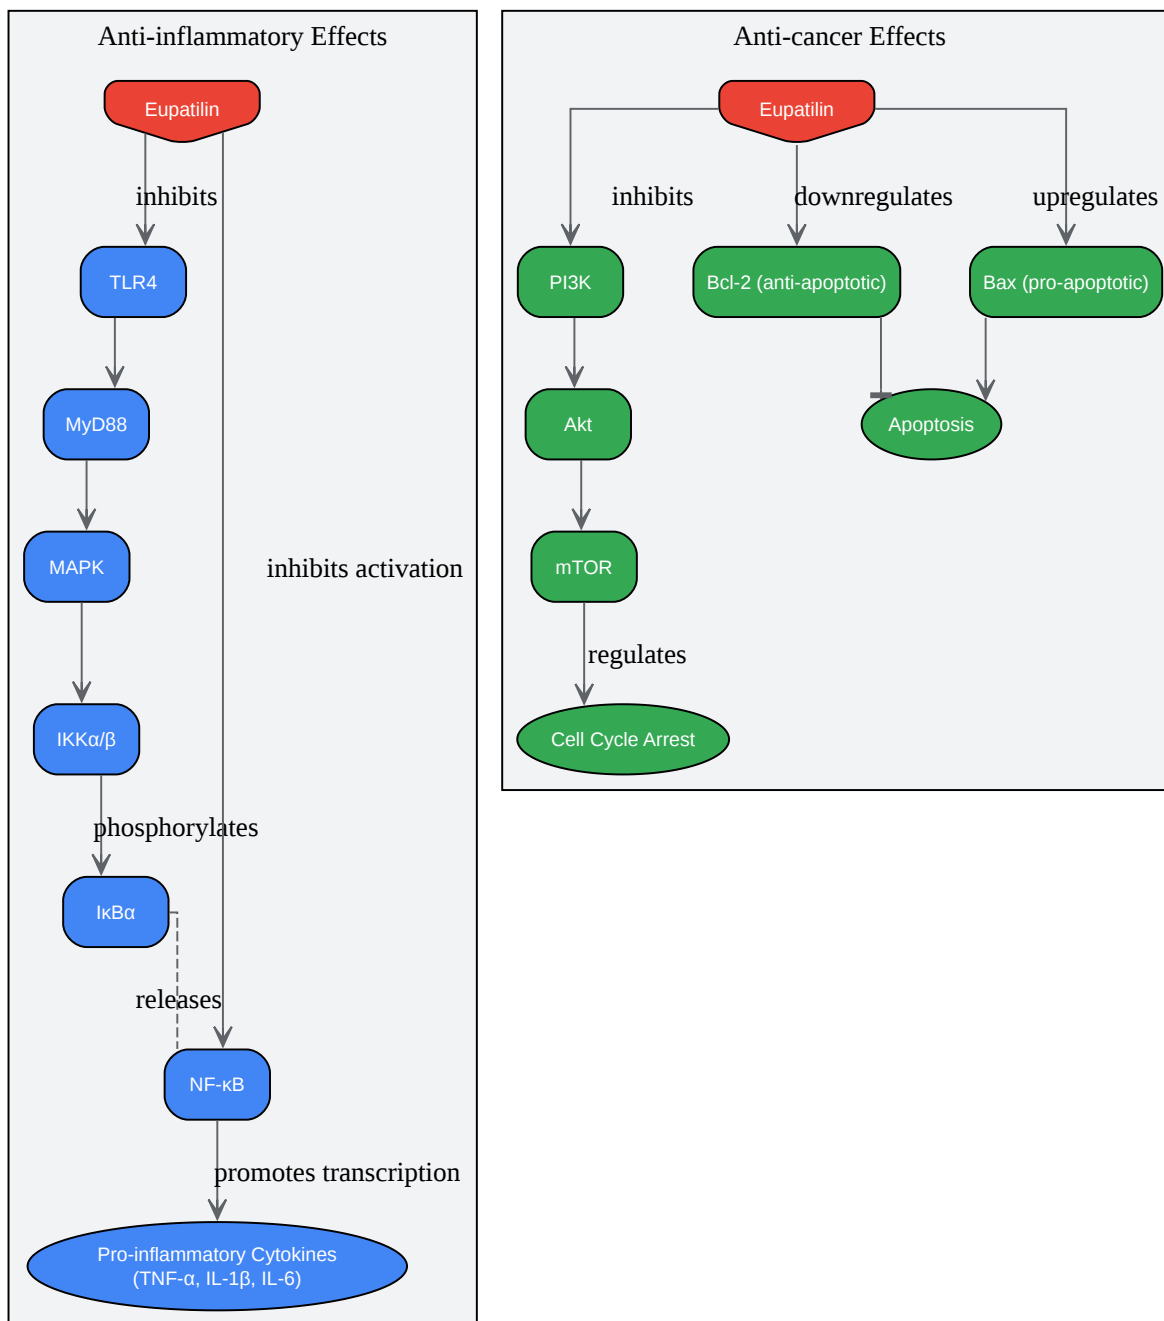 Anti-inflammatory Effects
Eupatilin
inhibits
TLR4
MyD88
MAPK
inhibits activation
IKKα/β
phosphorylates
IκBα
releases
NF-κB
promotes transcription
Pro-inflammatory Cytokines
(TNF-α, IL-1β, IL-6)
Anti-cancer Effects
Eupatilin
inhibits
downregulates
upregulates
PI3K
Bcl-2 (anti-apoptotic)
Bax (pro-apoptotic)
Akt
Apoptosis
mTOR
regulates
Cell Cycle Arrest